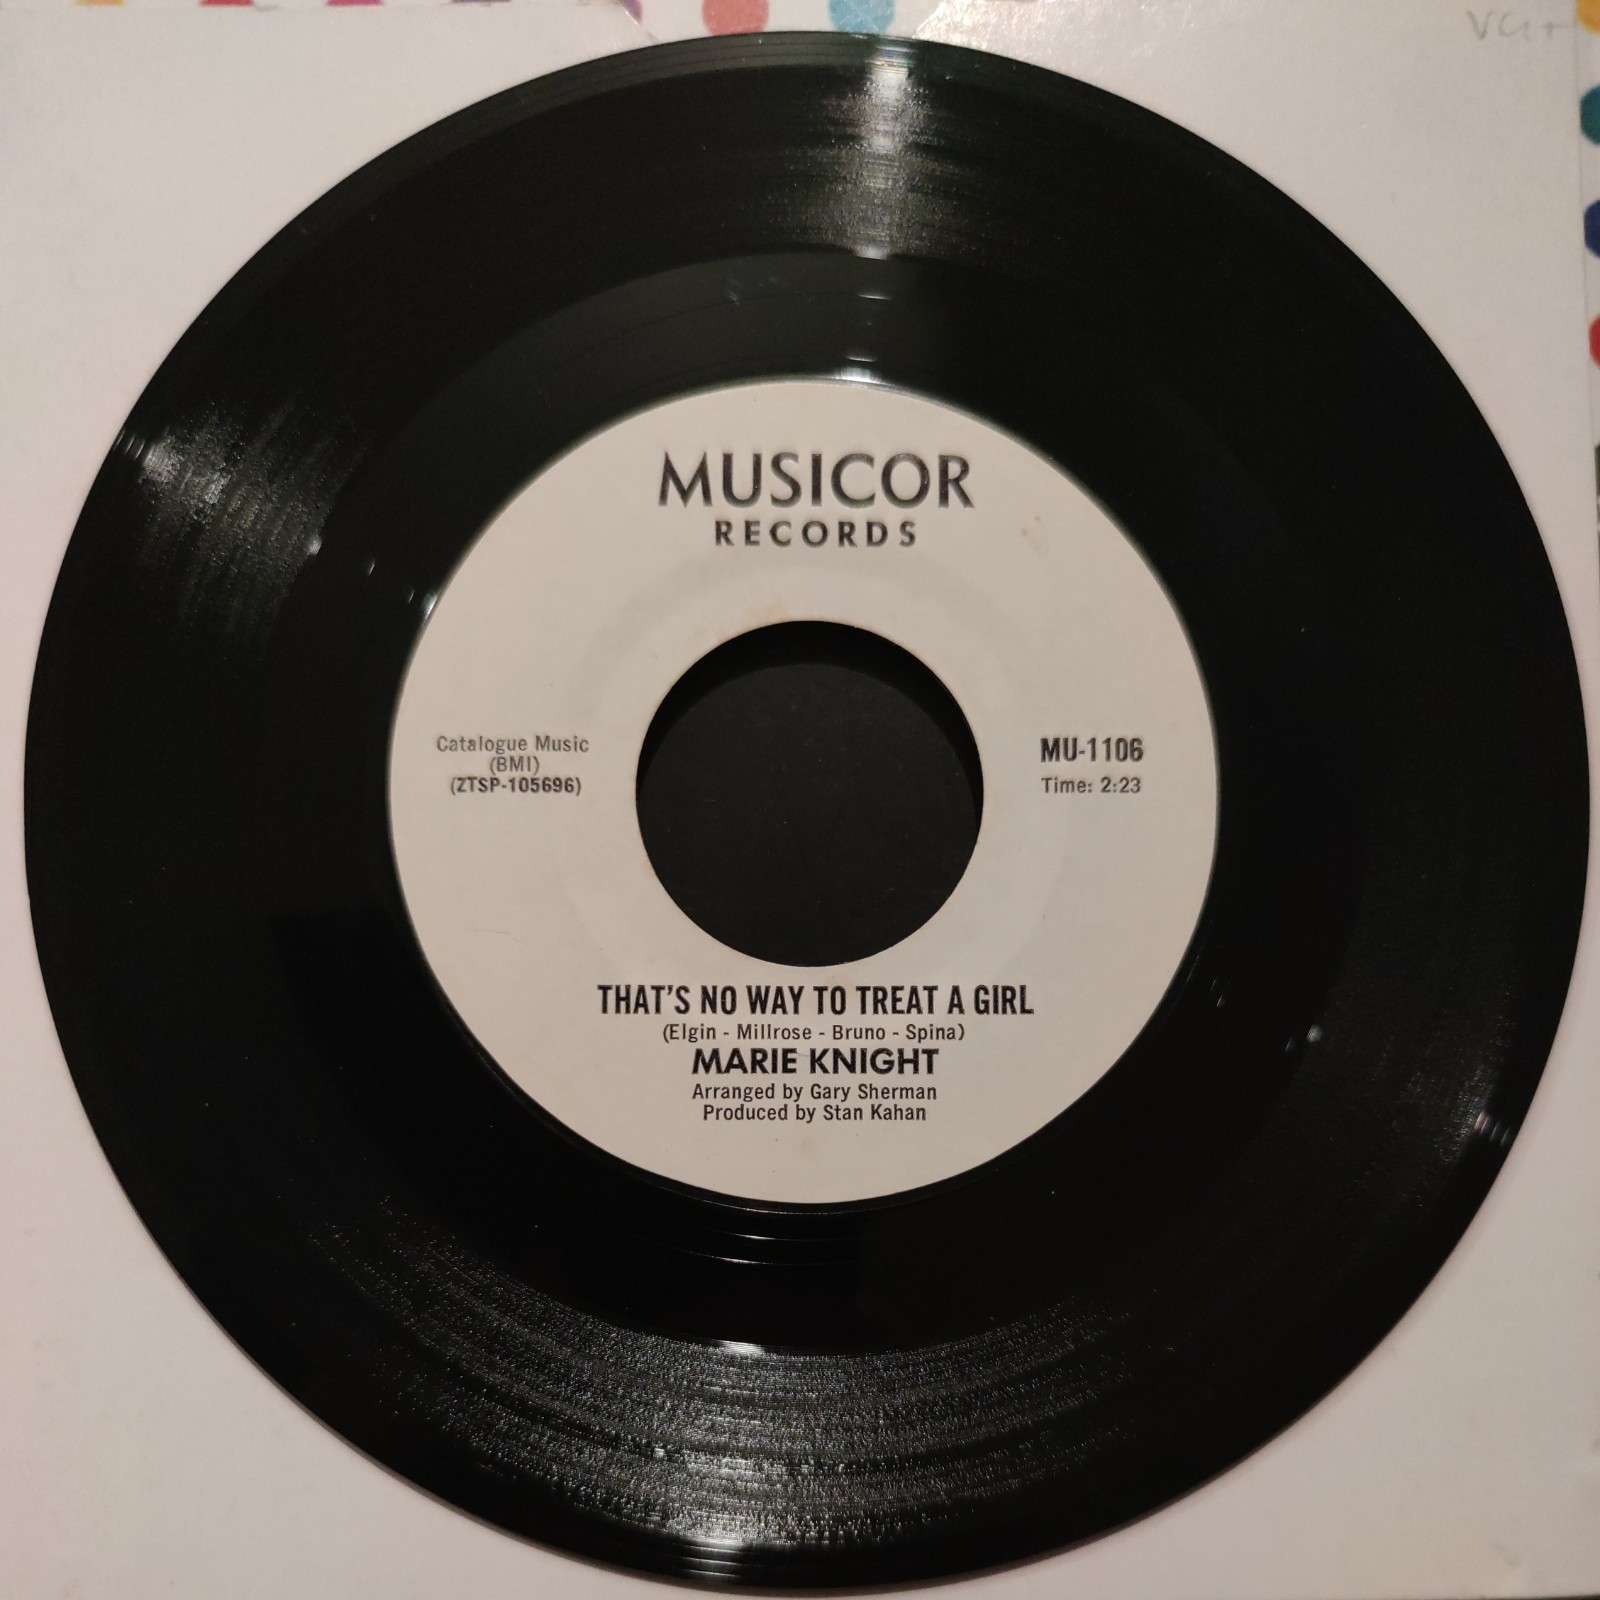 VG+
MUSICOR
RECORDS
Catalogue Music
(BMI)
(ZTSP-105696)
MU-1106
Time: 2:23
THAT'S NO WAY TO TREAT A GIRL
(Elgin - Millrose - Bruno - Spina)
MARIE KNIGHT
Arranged by Gary Sherman
Produced by Stan Kahan